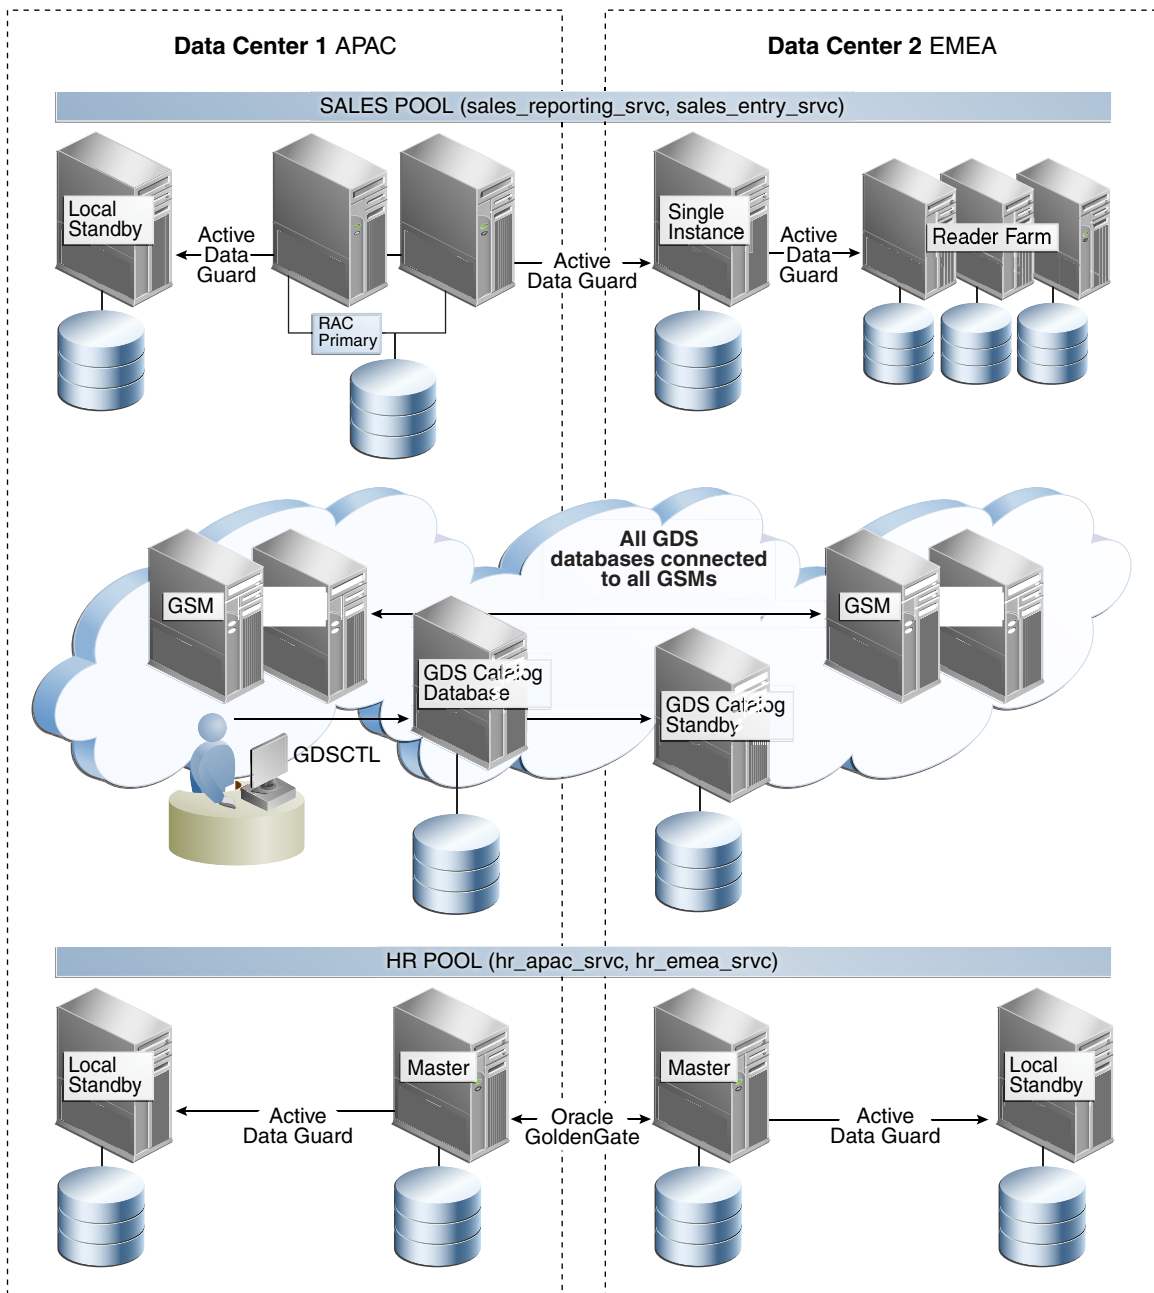 Data Center 1 APAC
Data Center 2 EMEA
SALES POOL (sales_reporting_srvc, sales_entry_srvc)
Local
Standby
Active
Data
Guard
RAC
Primary
Active
Data Guard
Single
Instance
Active
Data
Guard
Reader Farm
All GDS
databases connected
to all GSMs
GSM
GSM
GDS Catalog
Database
GDS Catalog
Standby
GDSCTL
HR POOL (hr_apac_srvc, hr_emea_srvc)
Local
Standby
Active
Data Guard
Master
Oracle
GoldenGate
Master
Active
Data Guard
Local
Standby